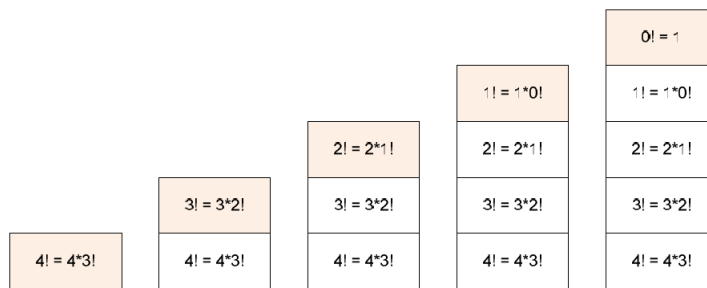 0! = 1
1! = 1*0!
1! = 1*0!
2! = 2*1!
2! = 2*1!
2! = 2*1!
3! = 3*2!
3! = 3*2!
3! = 3*2!
3! = 3*2!
4! = 4*3!
4! = 4*3!
4! = 4*3!
4! = 4*3!
4! = 4*3!